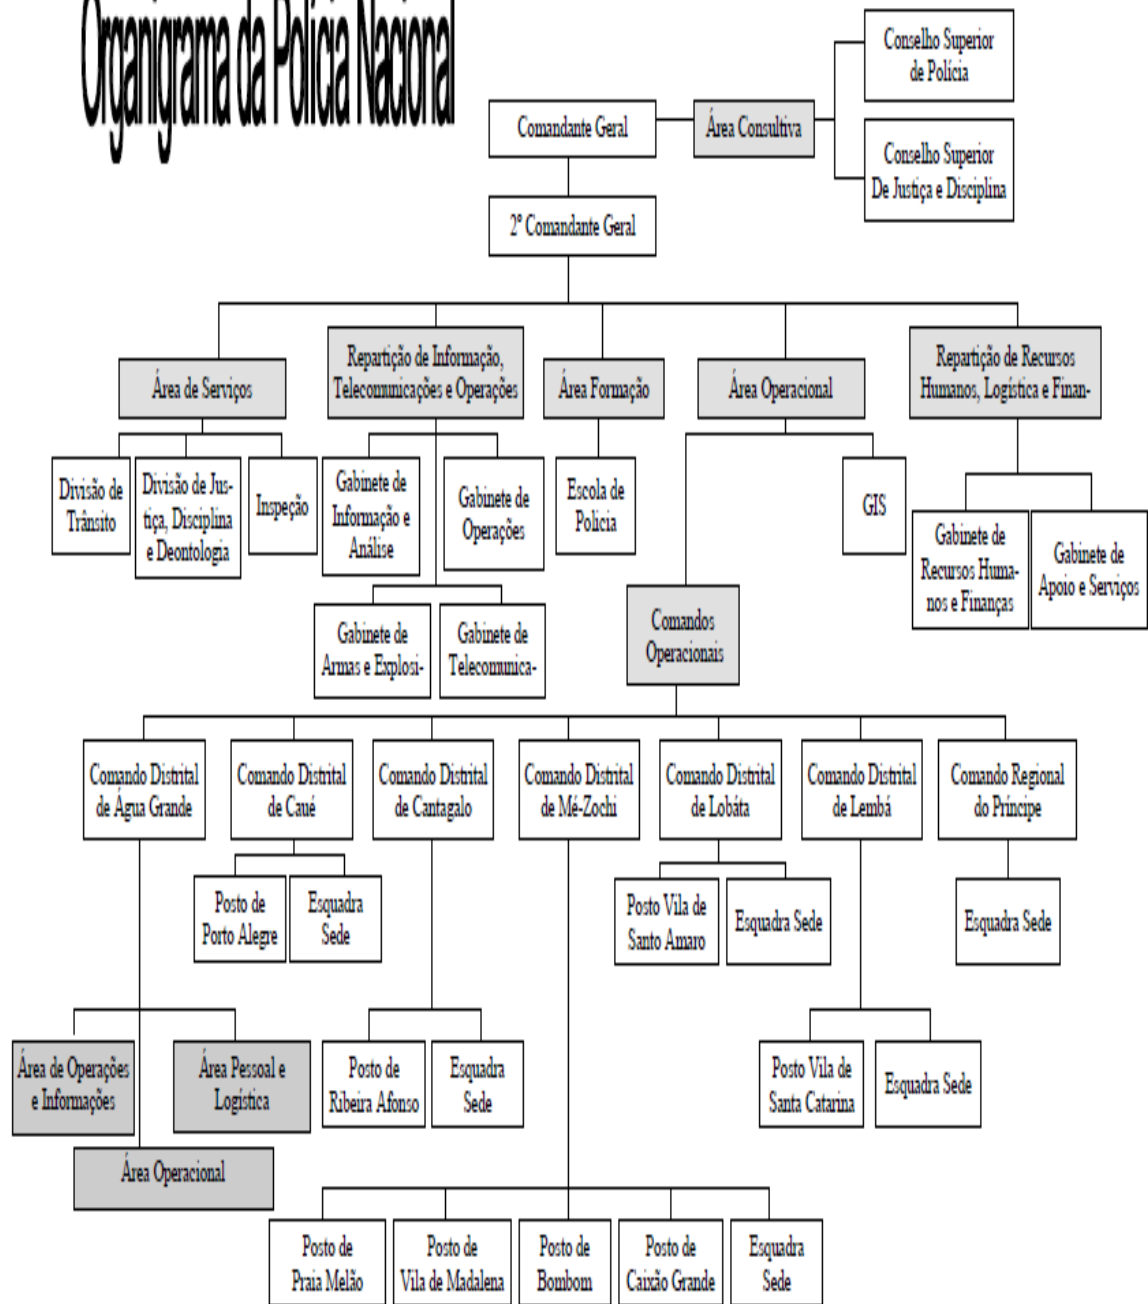 Organigrama da Polícia Nacional
Conselho Superior
de Polícia
Comandante Geral
Área Consultiva
Conselho Superior
De Justiça e Disciplina
2º Comandante Geral
Área de Serviços
Repartição de Informação,
Telecomunicações e Operações
Área Formação
Área Operacional
Repartição de Recursos
Humanos, Logística e Finan-
Divisão de
Trânsito
Divisão de Jus-
tiça, Disciplina
e Deontologia
Inspeção
Gabinete de
Informação e
Análise
Gabinete de
Operações
Escola de
Polícia
GIS
Gabinete de
Recursos Huma-
nos e Finanças
Gabinete de
Apoio e Serviços
Gabinete de
Armas e Explosi-
Gabinete de
Telecomunica-
Comandos
Operacionais
Comando Distrital
de Água Grande
Comando Distrital
de Caué
Comando Distrital
de Cantagalo
Comando Distrital
de Mé-Zochi
Comando Distrital
de Lobáta
Comando Distrital
de Lembá
Comando Regional
do Príncipe
Posto de
Porto Alegre
Esquadra
Sede
Posto Vila de
Santo Amaro
Esquadra Sede
Esquadra Sede
Área de Operações
e Informações
Área Pessoal e
Logística
Posto de
Ribeira Afonso
Esquadra
Sede
Posto Vila de
Santa Catarina
Esquadra Sede
Área Operacional
Posto de
Praia Melão
Posto de
Vila de Madalena
Posto de
Bombom
Posto de
Caixão Grande
Esquadra
Sede